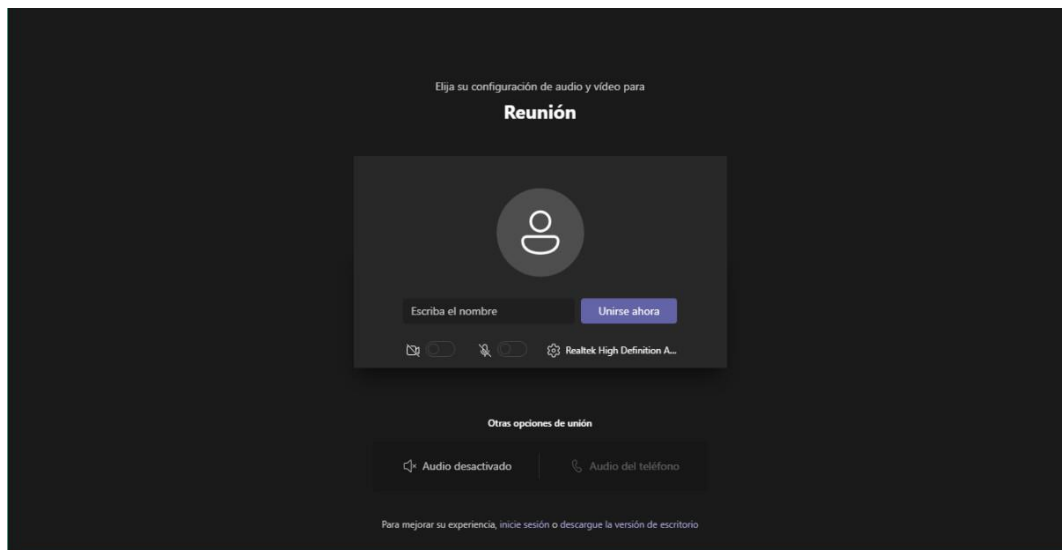 Elija su configuración de audio y vídeo para
Reunión
Escriba el nombre
Unirse ahora
Realtek High Definition A...
Otras opciones de unión
Audio desactivado
Audio del teléfono
Para mejorar su experiencia, inicie sesión o descargue la versión de escritorio